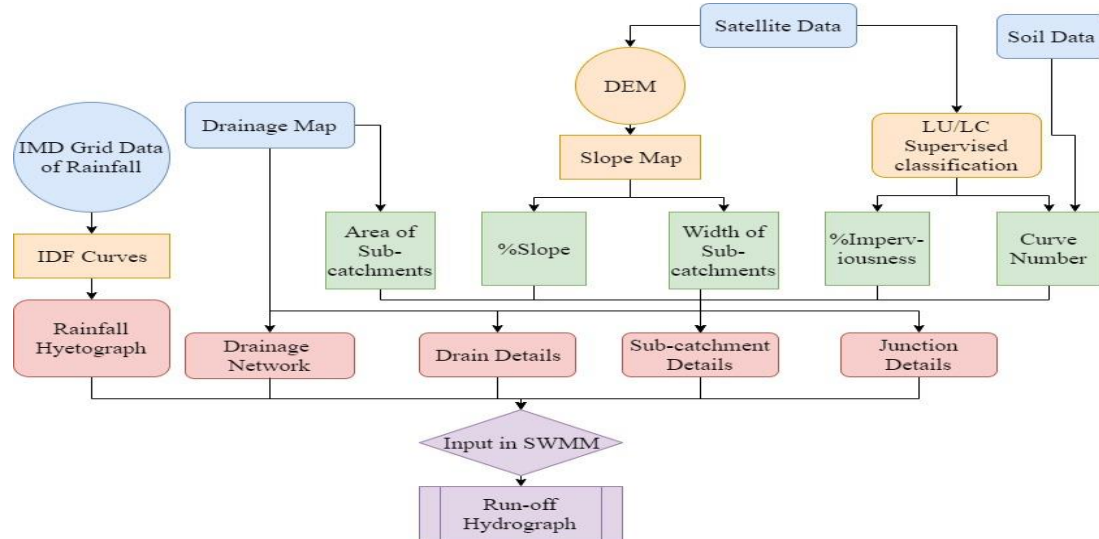 Satellite Data
Soil Data
DEM
Drainage Map
IMD Grid Data
of Rainfall
LU/LC
Supervised
classification
Slope Map
Area of
Sub-
catchments
%Slope
Width of
Sub-
catchments
%Imperv-
iousness
Curve
Number
IDF Curves
Rainfall
Hyetograph
Drainage
Network
Drain Details
Sub-catchment
Details
Junction
Details
Input in SWMM
Run-off
Hydrograph